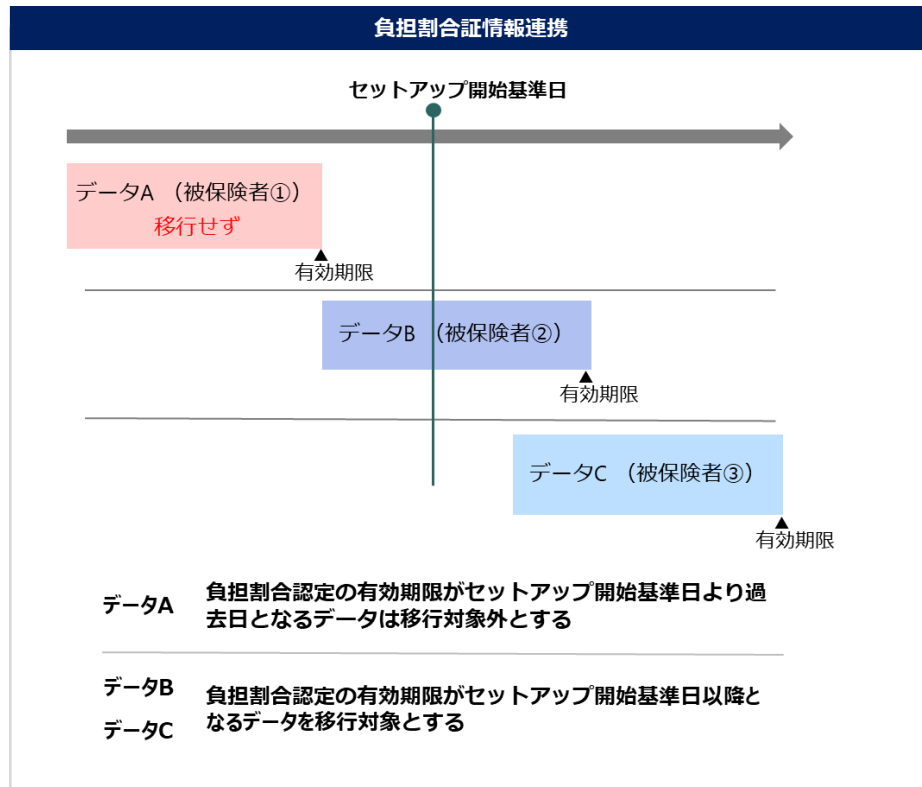 負担割合証情報連携
セットアップ開始基準日
データA （被保険者①）
移行せず
▲
有効期限
データB （被保険者②）
▲
有効期限
データC （被保険者③）
▲
有効期限
データA
負担割合認定の有効期限がセットアップ開始基準日より過
去日となるデータは移行対象外とする
データB
データC
負担割合認定の有効期限がセットアップ開始基準日以降と
なるデータを移行対象とする